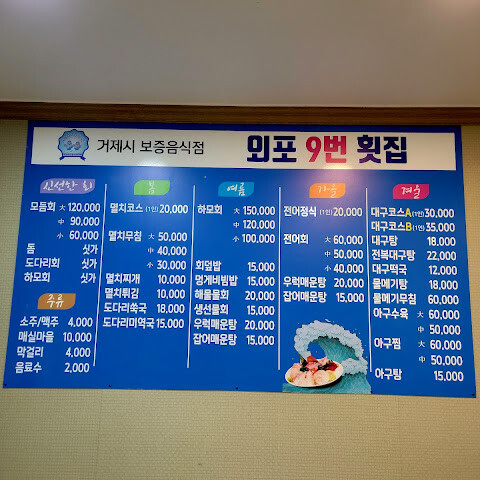 거제시 보증음식점
외포 9번 횟집
신선한 회
모듬회 大 120,000
中 90,000
小 60,000
돔 싯가
도다리회 싯가
하모회 싯가
주류
소주/맥주 4,000
매실마을 10,000
막걸리 4,000
음료수 2,000
봄
멸치코스 (1인) 20,000
멸치무침 大 50,000
中 40,000
小 30,000
멸치찌개 10,000
멸치튀김 10,000
도다리쑥국 18,000
도다리미역국 15,000
여름
하모회 大 150,000
中 120,000
小 100,000
회덮밥 15,000
멍게비빔밥 15,000
해물물회 20,000
생선물회 15,000
우럭매운탕 20,000
잡어매운탕 15,000
가을
전어정식 (1인) 20,000
전어회 大 60,000
中 50,000
小 40,000
우럭매운탕 20,000
잡어매운탕 15,000
겨울
대구코스A (1인) 30,000
대구코스B (1인) 35,000
대구탕 18,000
전복대구탕 22,000
대구떡국 12,000
물메기탕 18,000
물메기무침 60,000
아구수육 大 60,000
中 50,000
아구찜 大 60,000
中 50,000
아구탕 15,000